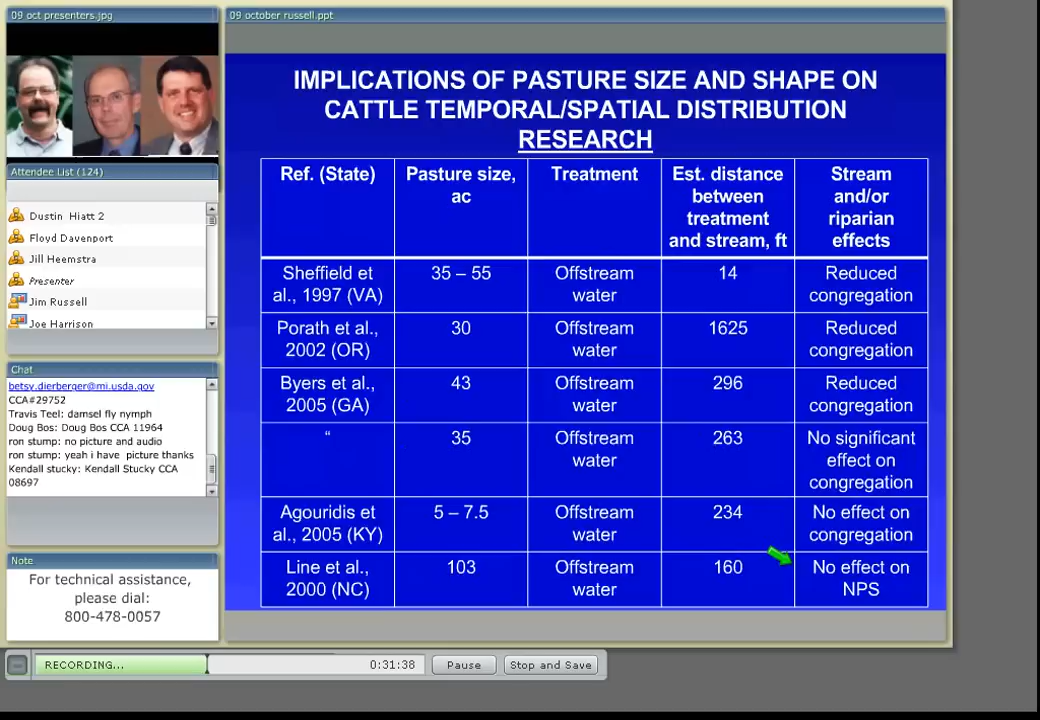 09 oct presenters.jpg
09 october russell.ppt
IMPLICATIONS OF PASTURE SIZE AND SHAPE ON
CATTLE TEMPORAL/SPATIAL DISTRIBUTION
RESEARCH
Attendee List (124)
Dustin Hiatt 2
Floyd Davenport
Jill Heemstra
Presenter
Jim Russell
Joe Harrison
Chat
betsy.dierberger@mi.usda.gov
CCA#29752
Travis Teel: damsel fly nymph
Doug Bos: Doug Bos CCA 11964
ron stump: no picture and audio
ron stump: yeah i have picture thanks
Kendall stucky: Kendall Stucky CCA
08697
Note
For technical assistance,
please dial:
800-478-0057
Ref. (State)
Pasture size,
ac
Treatment
Est. distance
between
treatment
and stream, ft
Stream
and/or
riparian
effects
Sheffield et
al., 1997 (VA)
35 – 55
Offstream
water
14
Reduced
congregation
Porath et al.,
2002 (OR)
30
Offstream
water
1625
Reduced
congregation
Byers et al.,
2005 (GA)
43
Offstream
water
296
Reduced
congregation
“
35
Offstream
water
263
No significant
effect on
congregation
Agouridis et
al., 2005 (KY)
5 – 7.5
Offstream
water
234
No effect on
congregation
Line et al.,
2000 (NC)
103
Offstream
water
160
No effect on
NPS
RECORDING...
0:31:38
Pause
Stop and Save